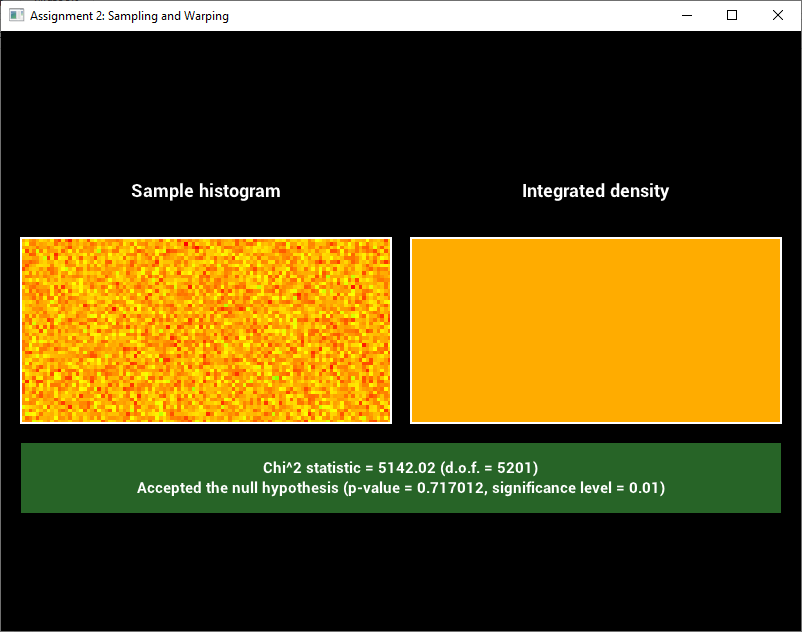 Assignment 2: Sampling and Warping
Sample histogram
Integrated density
Chi^2 statistic = 5142.02 (d.o.f. = 5201)
Accepted the null hypothesis (p-value = 0.717012, significance level = 0.01)